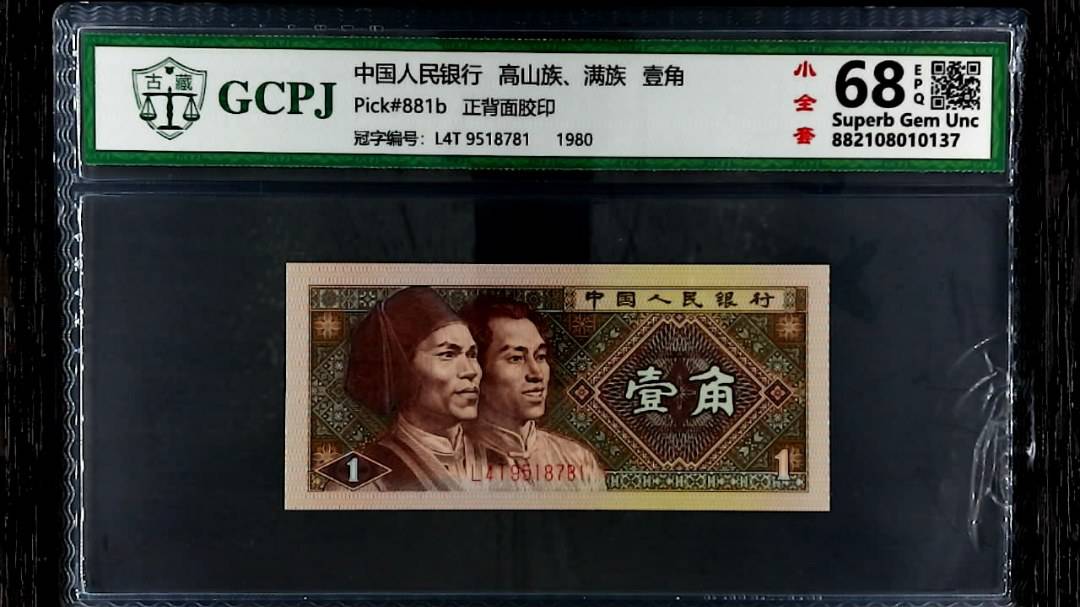 古藏
GCPJ
中国人民银行 高山族、满族 壹角
Pick#881b 正背面胶印
冠字编号: L4T 9518781 1980
小全套
68 EPQ
Superb Gem Unc
882108010137
中国人民银行
壹角
1
L4T9518781
1